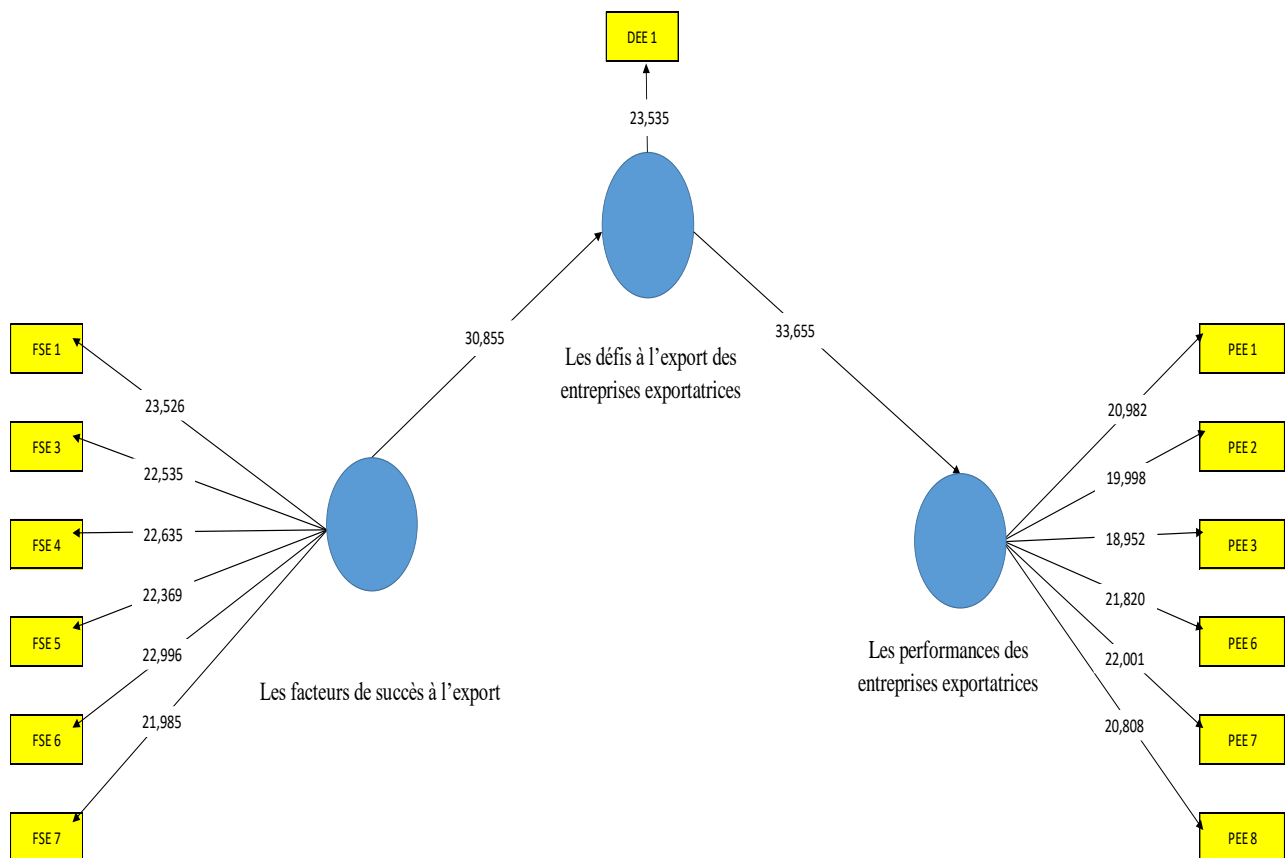 DEE 1
23,535
30,855
33,655
Les défis à l'export des
entreprises exportatrices
FSE 1
23,526
FSE 3
22,535
FSE 4
22,635
FSE 5
22,369
FSE 6
22,996
FSE 7
21,985
Les facteurs de succès à l'export
PEE 1
20,982
PEE 2
19,998
PEE 3
18,952
PEE 6
21,820
PEE 7
22,001
PEE 8
20,808
Les performances des
entreprises exportatrices